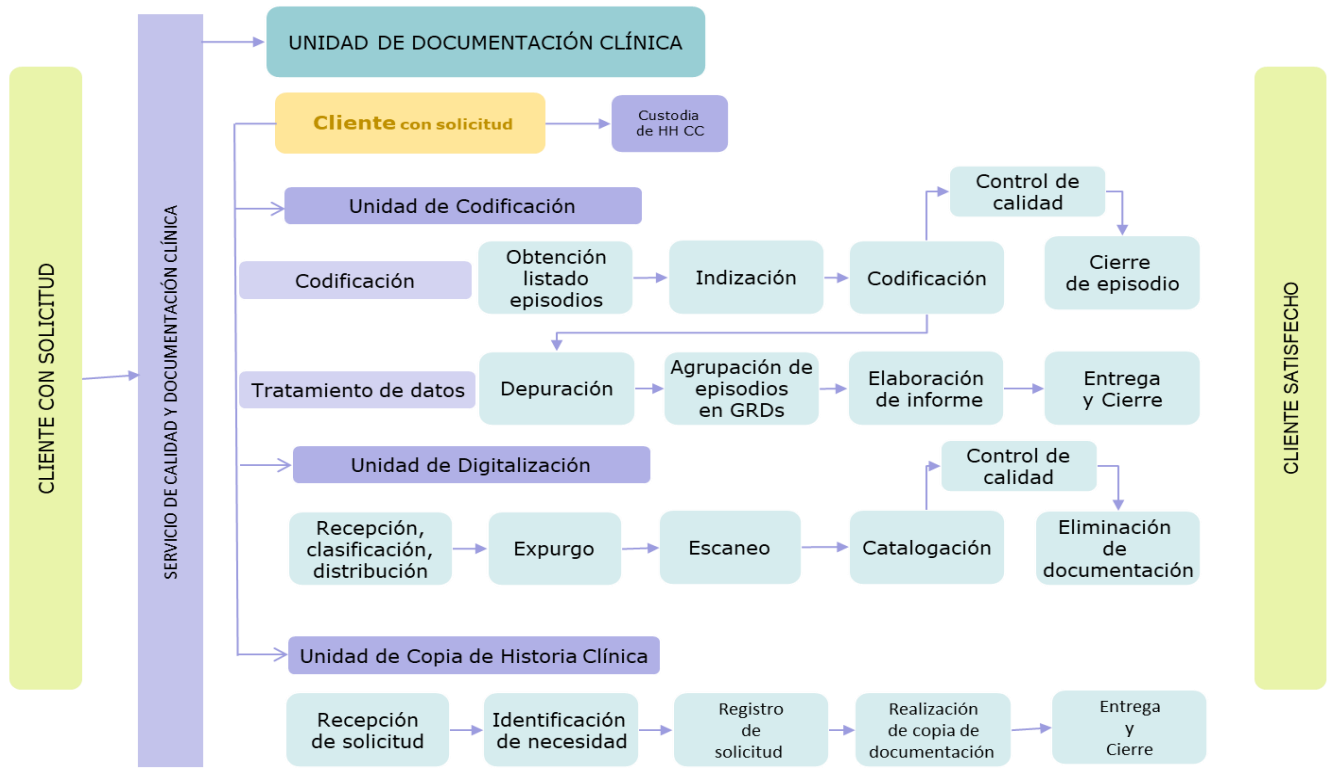 CLIENTE CON SOLICITUD
SERVICIO DE CALIDAD Y DOCUMENTACIÓN CLÍNICA
UNIDAD DE DOCUMENTACIÓN CLÍNICA
Cliente con solicitud
Custodia
de HH CC
Unidad de Codificación
Control de
calidad
Codificación
Obtención
listado
episodios
Indización
Codificación
Cierre
de episodio
Tratamiento de datos
Depuración
Agrupación de
episodios
en GRDs
Elaboración
de informe
Entrega
y Cierre
Unidad de Digitalización
Control de
calidad
Recepción,
clasificación,
distribución
Expurgo
Escaneo
Catalogación
Eliminación
de
documentación
Unidad de Copia de Historia Clínica
Recepción
de solicitud
Identificación
de necesidad
Registro
de
solicitud
Realización
de copia de
documentación
Entrega
y
Cierre
CLIENTE SATISFECHO